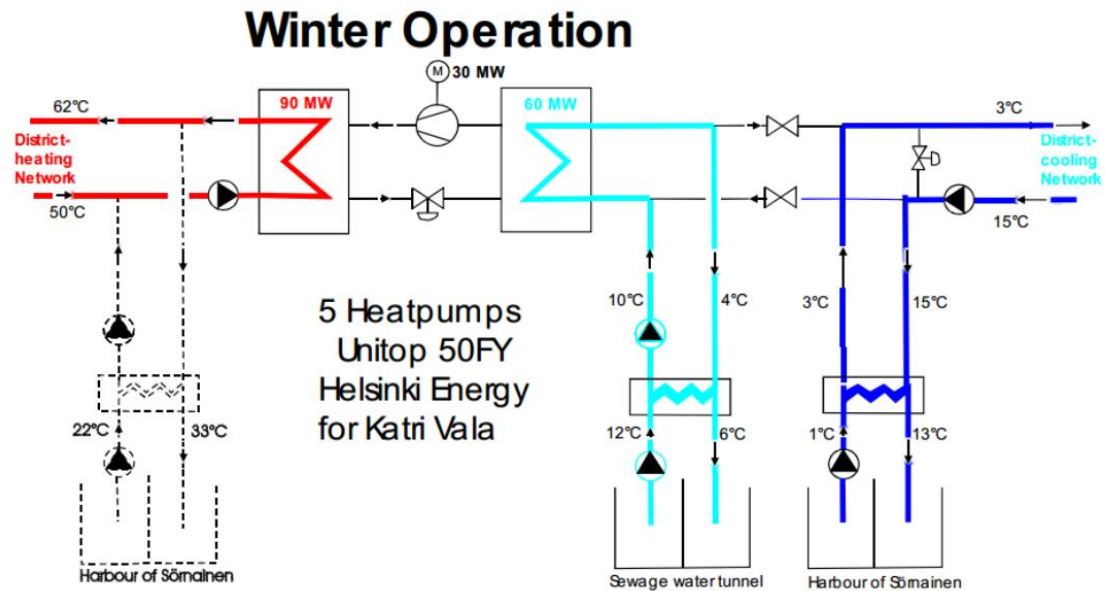 Winter Operation
M 30 MW
62°C
90 MW
60 MW
3°C
District-
heating
Network
District-
cooling
Network
50°C
15°C
10°C
4°C
3°C
15°C
5 Heatpumps
Unitop 50FY
Helsinki Energy
for Katri Vala
22°C
33°C
12°C
6°C
1°C
13°C
Harbour of Sörnainen
Sewage water tunnel
Harbour of Sörnainen